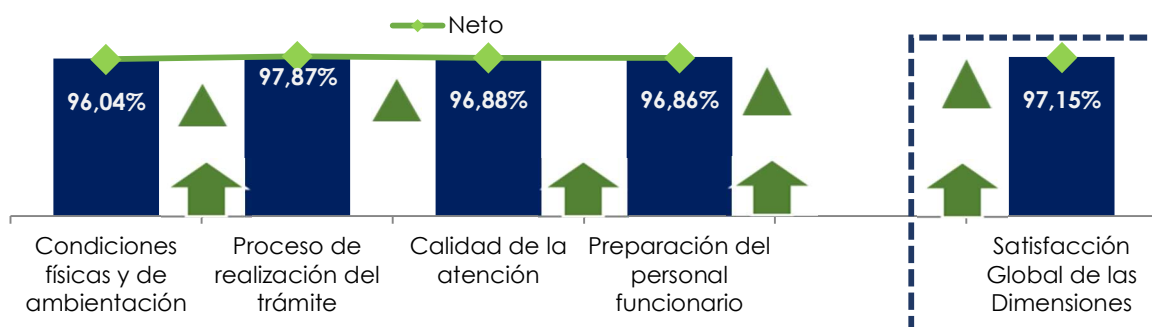 Neto
96,04%
97,87%
96,88%
96,86%
97,15%
Condiciones
físicas y de
ambientación
Proceso de
realización del
trámite
Calidad de la
atención
Preparación del
personal
funcionario
Satisfacción
Global de las
Dimensiones